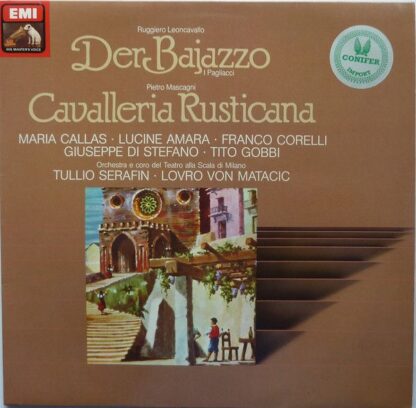 EMI
HIS MASTER'S VOICE
Ruggiero Leoncavallo
Der Bajazzo
I Pagliacci
CONIFER
IMPORT
Pietro Mascagni
Cavalleria Rusticana
MARIA CALLAS · LUCINE AMARA · FRANCO CORELLI
GIUSEPPE DI STEFANO · TITO GOBBI
Orchestra e coro del Teatro alla Scala di Milano
TULLIO SERAFIN · LOVRO VON MATACIC